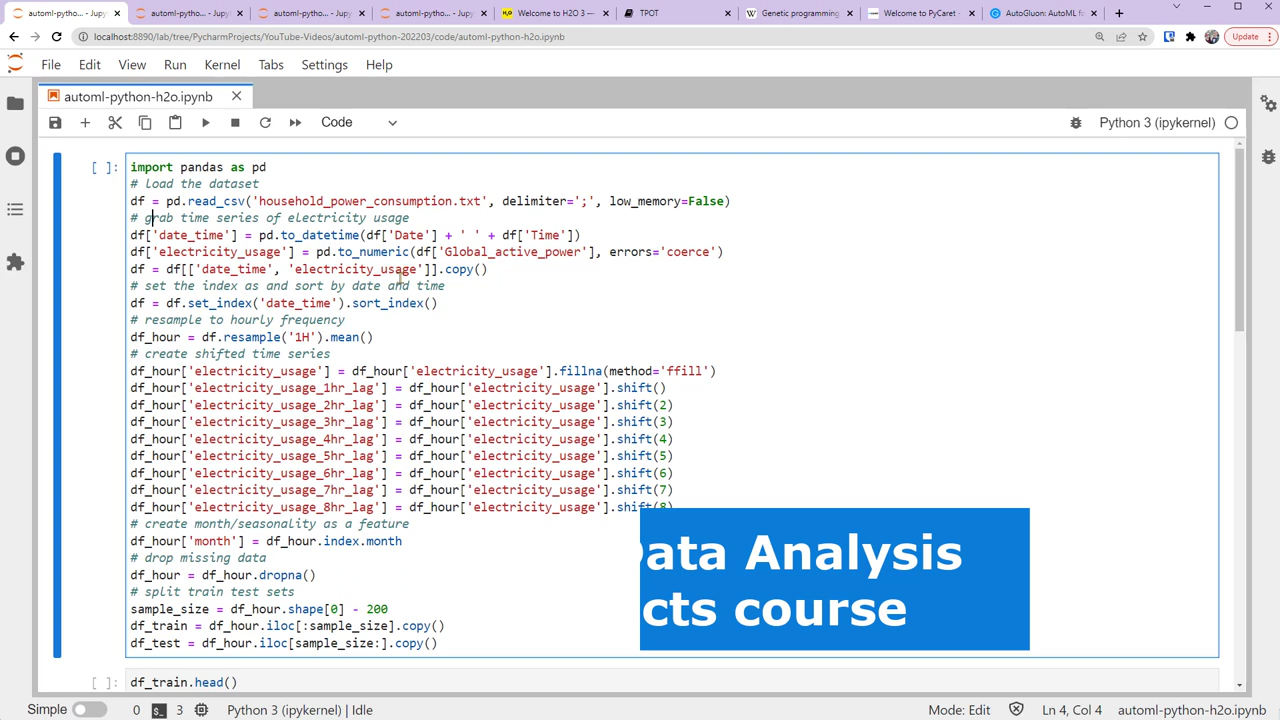 automl-python - Jupy
automl-python - Jupy
automl-python - Jupy
automl-python - Jup
Welcome to H2O 3 —
TPOT
Genetic programming
Welcome to PyCaret
AutoGluon: AutoML for
localhost:8890/lab/tree/PycharmProjects/YouTube-Videos/automl-python-202203/code/automl-python-h2o.ipynb
Update
File Edit View Run Kernel Tabs Settings Help
automl-python-h2o.ipynb
Code
Python 3 (ipykernel)
[ ]:
import pandas as pd
# load the dataset
df = pd.read_csv('household_power_consumption.txt', delimiter=';', low_memory=False)
# grab time series of electricity usage
df['date_time'] = pd.to_datetime(df['Date'] + ' ' + df['Time'])
df['electricity_usage'] = pd.to_numeric(df['Global_active_power'], errors='coerce')
df = df[['date_time', 'electricity_usage']].copy()
# set the index as and sort by date and time
df = df.set_index('date_time').sort_index()
# resample to hourly frequency
df_hour = df.resample('1H').mean()
# create shifted time series
df_hour['electricity_usage'] = df_hour['electricity_usage'].fillna(method='ffill')
df_hour['electricity_usage_1hr_lag'] = df_hour['electricity_usage'].shift()
df_hour['electricity_usage_2hr_lag'] = df_hour['electricity_usage'].shift(2)
df_hour['electricity_usage_3hr_lag'] = df_hour['electricity_usage'].shift(3)
df_hour['electricity_usage_4hr_lag'] = df_hour['electricity_usage'].shift(4)
df_hour['electricity_usage_5hr_lag'] = df_hour['electricity_usage'].shift(5)
df_hour['electricity_usage_6hr_lag'] = df_hour['electricity_usage'].shift(6)
df_hour['electricity_usage_7hr_lag'] = df_hour['electricity_usage'].shift(7)
df_hour['electricity_usage_8hr_lag'] = df_hour['electricity_usage'].shift(8)
# create month/seasonality as a feature
df_hour['month'] = df_hour.index.month
# drop missing data
df_hour = df_hour.dropna()
# split train test sets
sample_size = df_hour.shape[0] - 200
df_train = df_hour.iloc[:sample_size].copy()
df_test = df_hour.iloc[sample_size:].copy()
Data Analysis
cts course
[ ]:
df_train.head()
Simple 0 3 Python 3 (ipykernel) | Idle
Mode: Edit Ln 4, Col 4 automl-python-h2o.ipynb